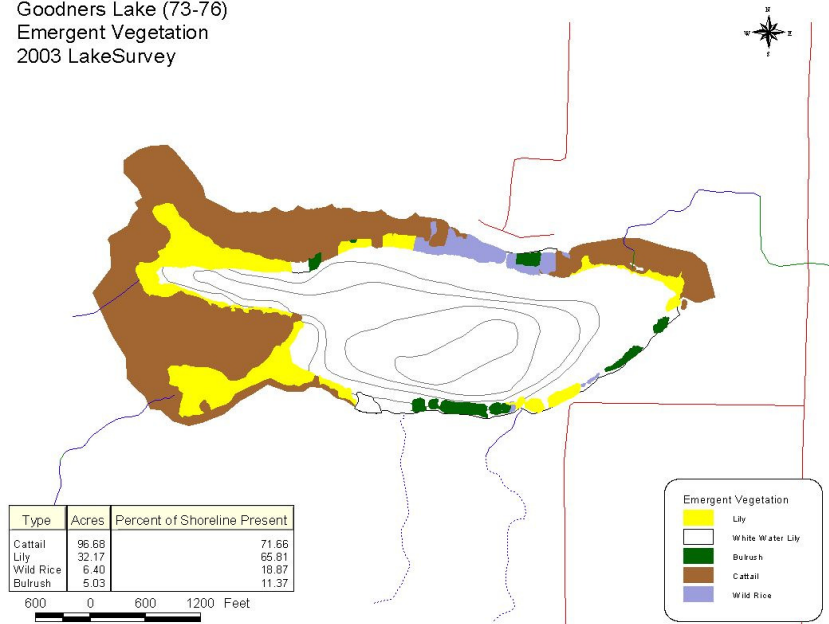 Goodners Lake (73-76)
Emergent Vegetation
2003 LakeSurvey
N
W E
S
Type Acres Percent of Shoreline Present
Cattail 96.68 71.66
Lily 32.17 65.81
Wild Rice 6.40 18.87
Bulrush 5.03 11.37
600 0 600 1200 Feet
Emergent Vegetation
Lily
White Water Lily
Bulrush
Cattail
Wild Rice